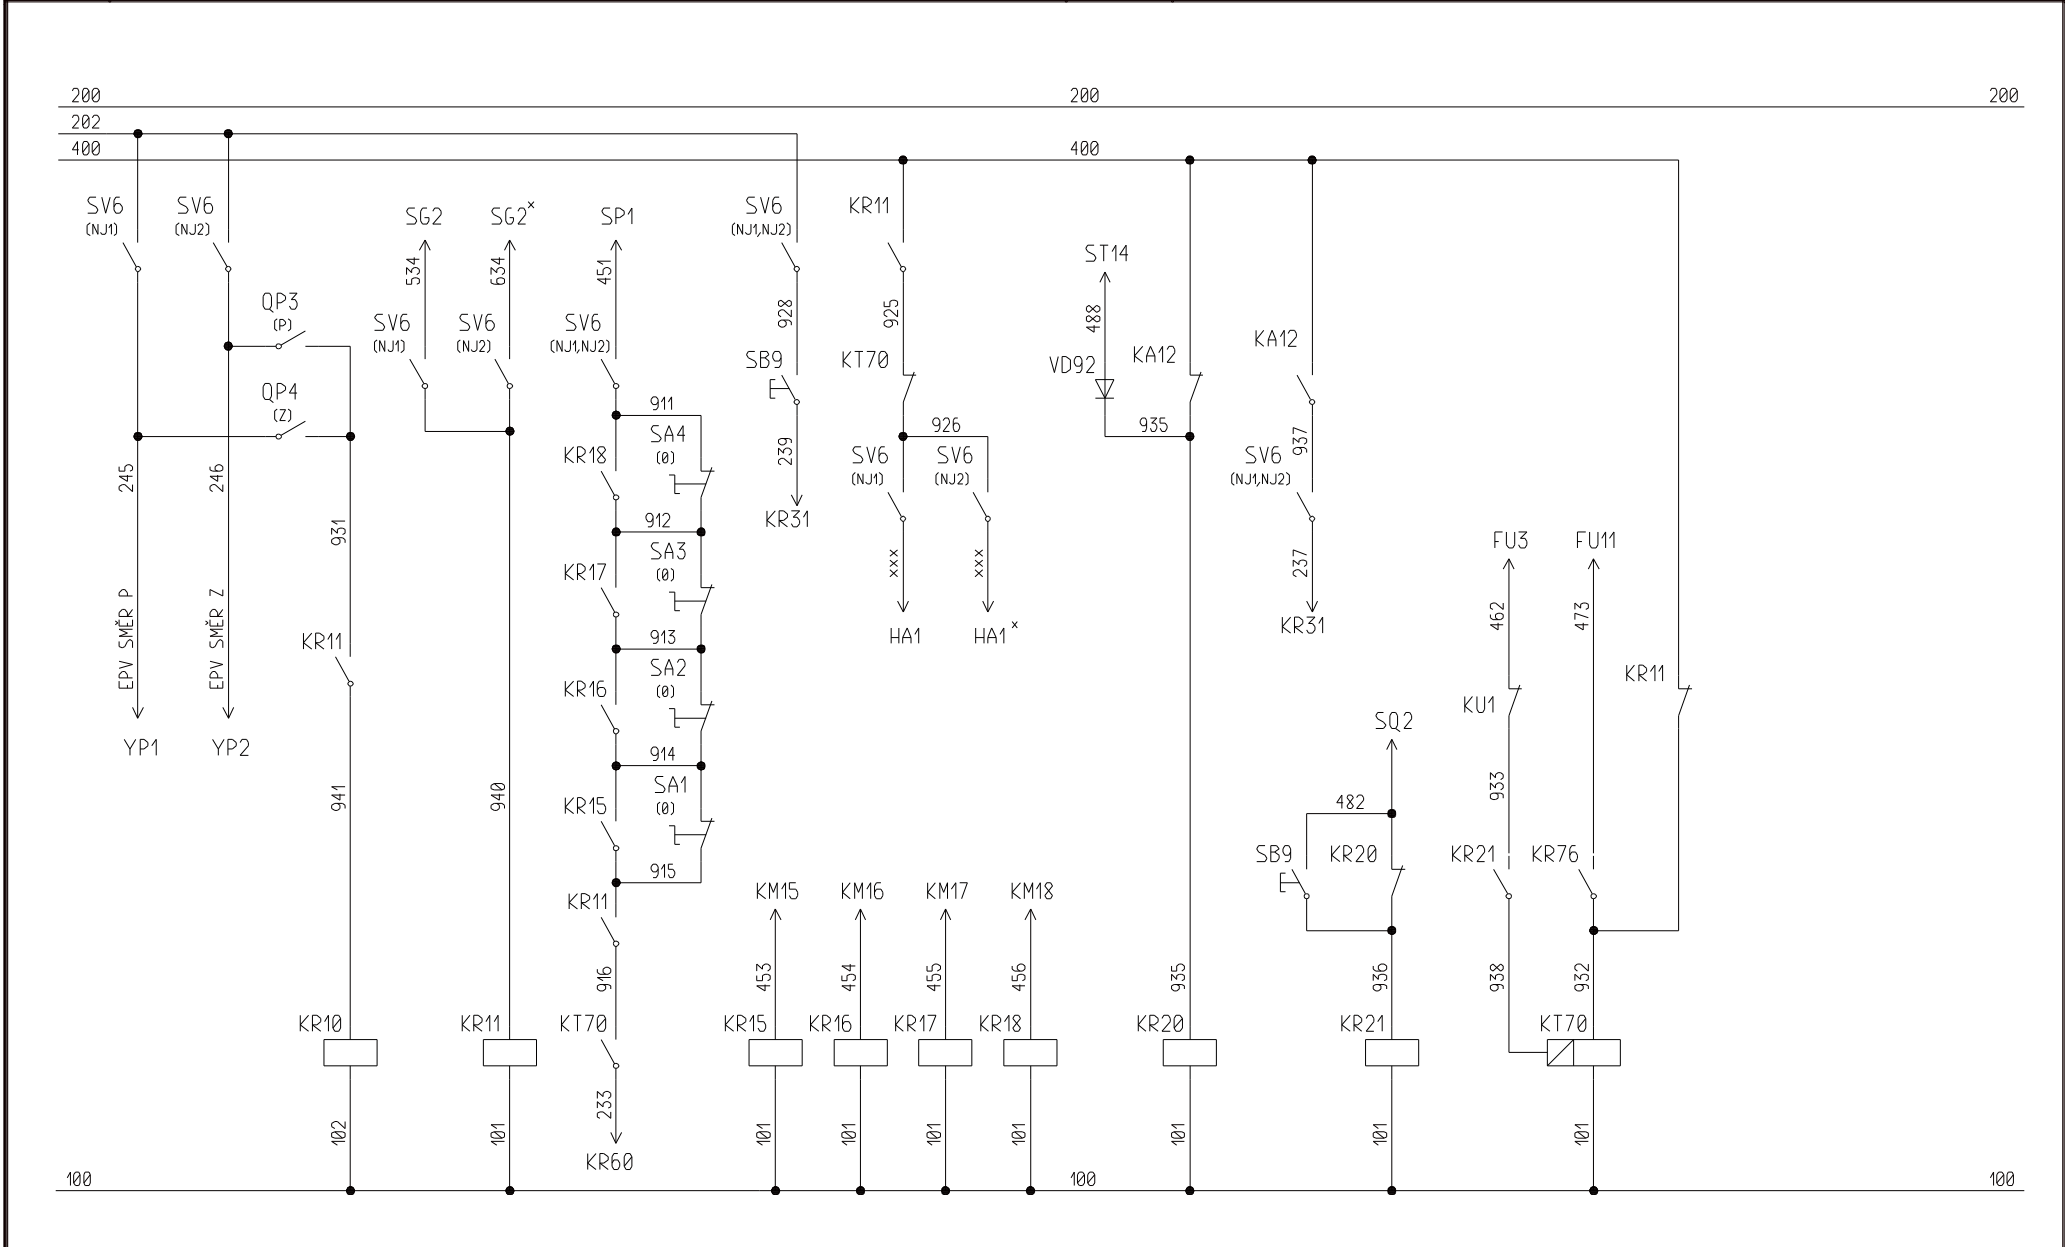 200 200 200
202
400 400
SV6 SV6 SV6 KR11
(NJ1) (NJ2) (NJ1,NJ2)
SG2 SG2x SP1
ST14
534 634 451
QP3
(P)
928 925 488
SV6 SV6 SV6 KA12
(NJ1) (NJ2) (NJ1,NJ2)
SB9 KT70 VD92 KA12
QP4
(Z)
911
SA4 926 935 937
(0)
KR18 239 SV6 SV6 SV6
(NJ1) (NJ2) (NJ1,NJ2)
245 246
931 912 KR31
SA3 FU3 FU11
(0)
KR17 xxx xxx 237
EPV SMĚR P EPV SMĚR Z 462 473
KR11 913 HA1 HA1x KR31
SA2 KR11
(0)
KR16 KU1
YP1 YP2 914 SQ2
SA1
(0)
941 940 KR15 482 933
915 SB9 KR20 KR21 KR76
KR11 KM15 KM16 KM17 KM18
916 453 454 455 456 935 936 938 932
KR10 KR11 KT70 KR15 KR16 KR17 KR18 KR20 KR21 KT70
233
102 101 101 101 101 101 101 101 101
KR60
100 100 100